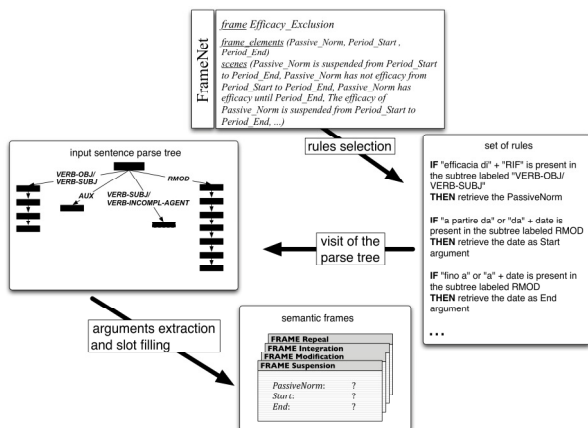 FrameNet
frame Efficacy_Exclusion
frame_elements (Passive_Norm, Period_Start ,
Period_End)
scenes (Passive_Norm is suspended from Period_Start
to Period_End, Passive_Norm has not efficacy from
Period_Start to Period_End, Passive_Norm has
efficacy until Period_End, The efficacy of
Passive_Norm is suspended from Period_Start to
Period_End, ...)
rules selection
input sentence parse tree
VERB-OBJ/
VERB-SUBJ
AUX
VERB-SUBJ/
VERB-INCOMPL-AGENT
RMOD
set of rules
IF "efficacia di" + "RIF" is present in
the subtree labeled "VERB-OBJ/
VERB-SUBJ"
THEN retrieve the PassiveNorm
IF "a partire da" or "da" + date is
present in the subtree labeled RMOD
THEN retrieve the date as Start
argument
IF "fino a" or "a" + date is present in
the subtree labeled RMOD
THEN retrieve the date as End
argument
...
visit of the
parse tree
arguments extraction
and slot filling
semantic frames
FRAME Repeal
FRAME Integration
FRAME Modification
FRAME Suspension
PassiveNorm: ?
Start: ?
End: ?